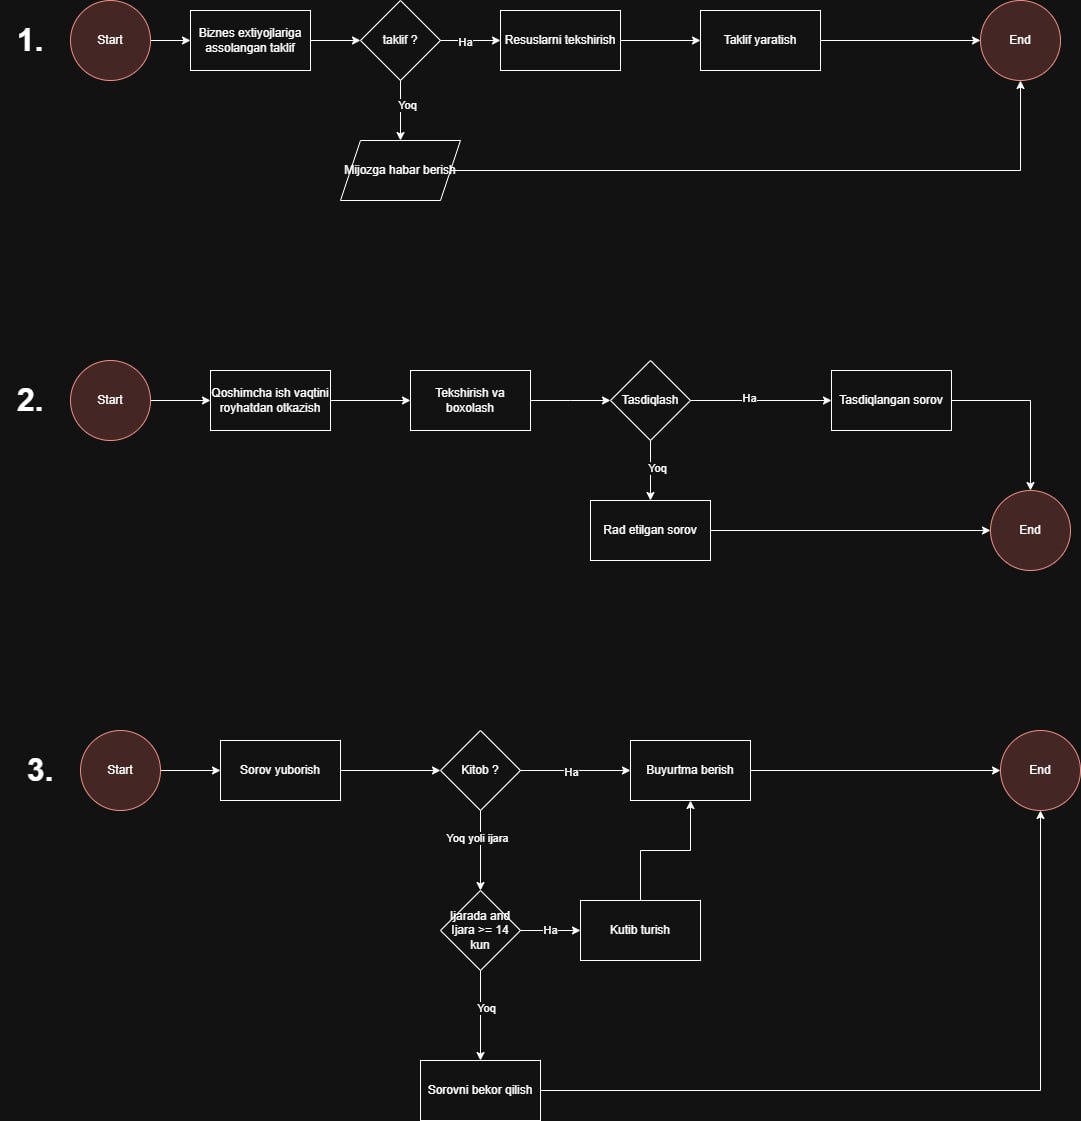 1.
Start
Biznes extiyojlariga
assolangan taklif
taklif ?
Ha
Resuslarni tekshirish
Taklif yaratish
End
Yoq
Mijozga habar berish
2.
Start
Qoshimcha ish vaqtini
royhatdan otkazish
Tekshirish va
boxolash
Tasdiqlash
Ha
Tasdiqlangan sorov
Yoq
Rad etilgan sorov
End
3.
Start
Sorov yuborish
Kitob ?
Ha
Buyurtma berish
End
Yoq yoli ijara
Ijarada and
Ijara >= 14
kun
Ha
Kutib turish
Yoq
Sorovni bekor qilish